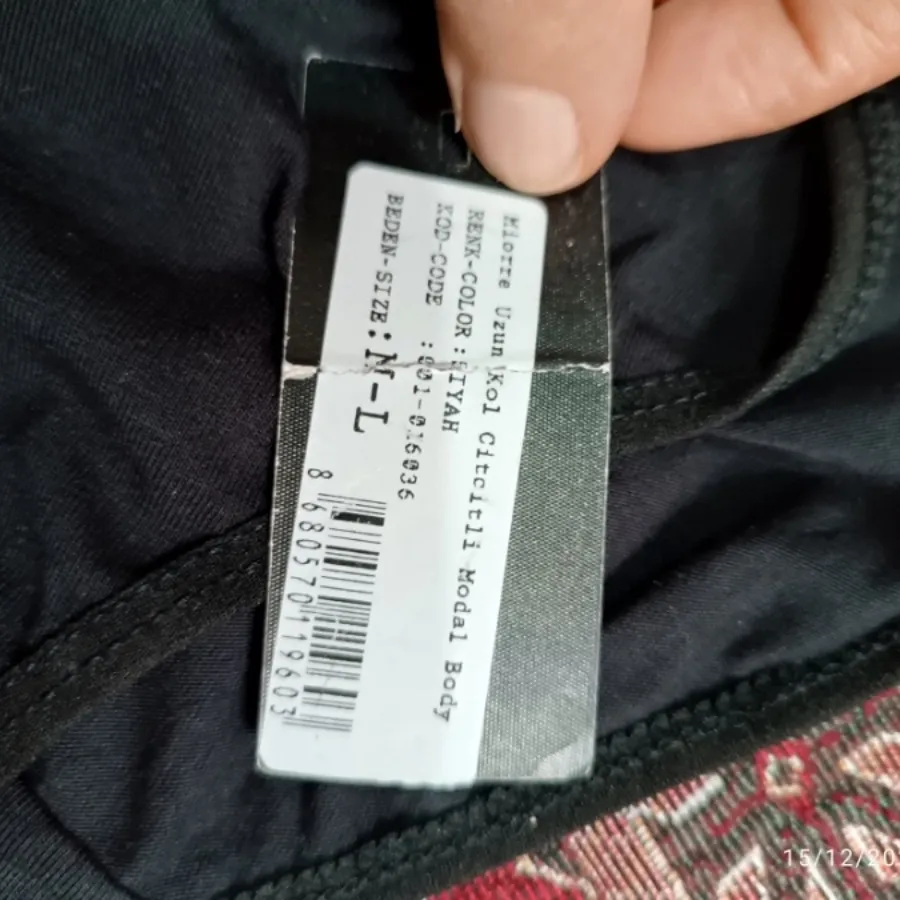 Miorre Uzun Kol Citcitli Modal Body
RENK-COLOR :SIYAH
KOD-CODE :001-016036
BEDEN-SIZE: M-L
8 680570 119603
15/12/20